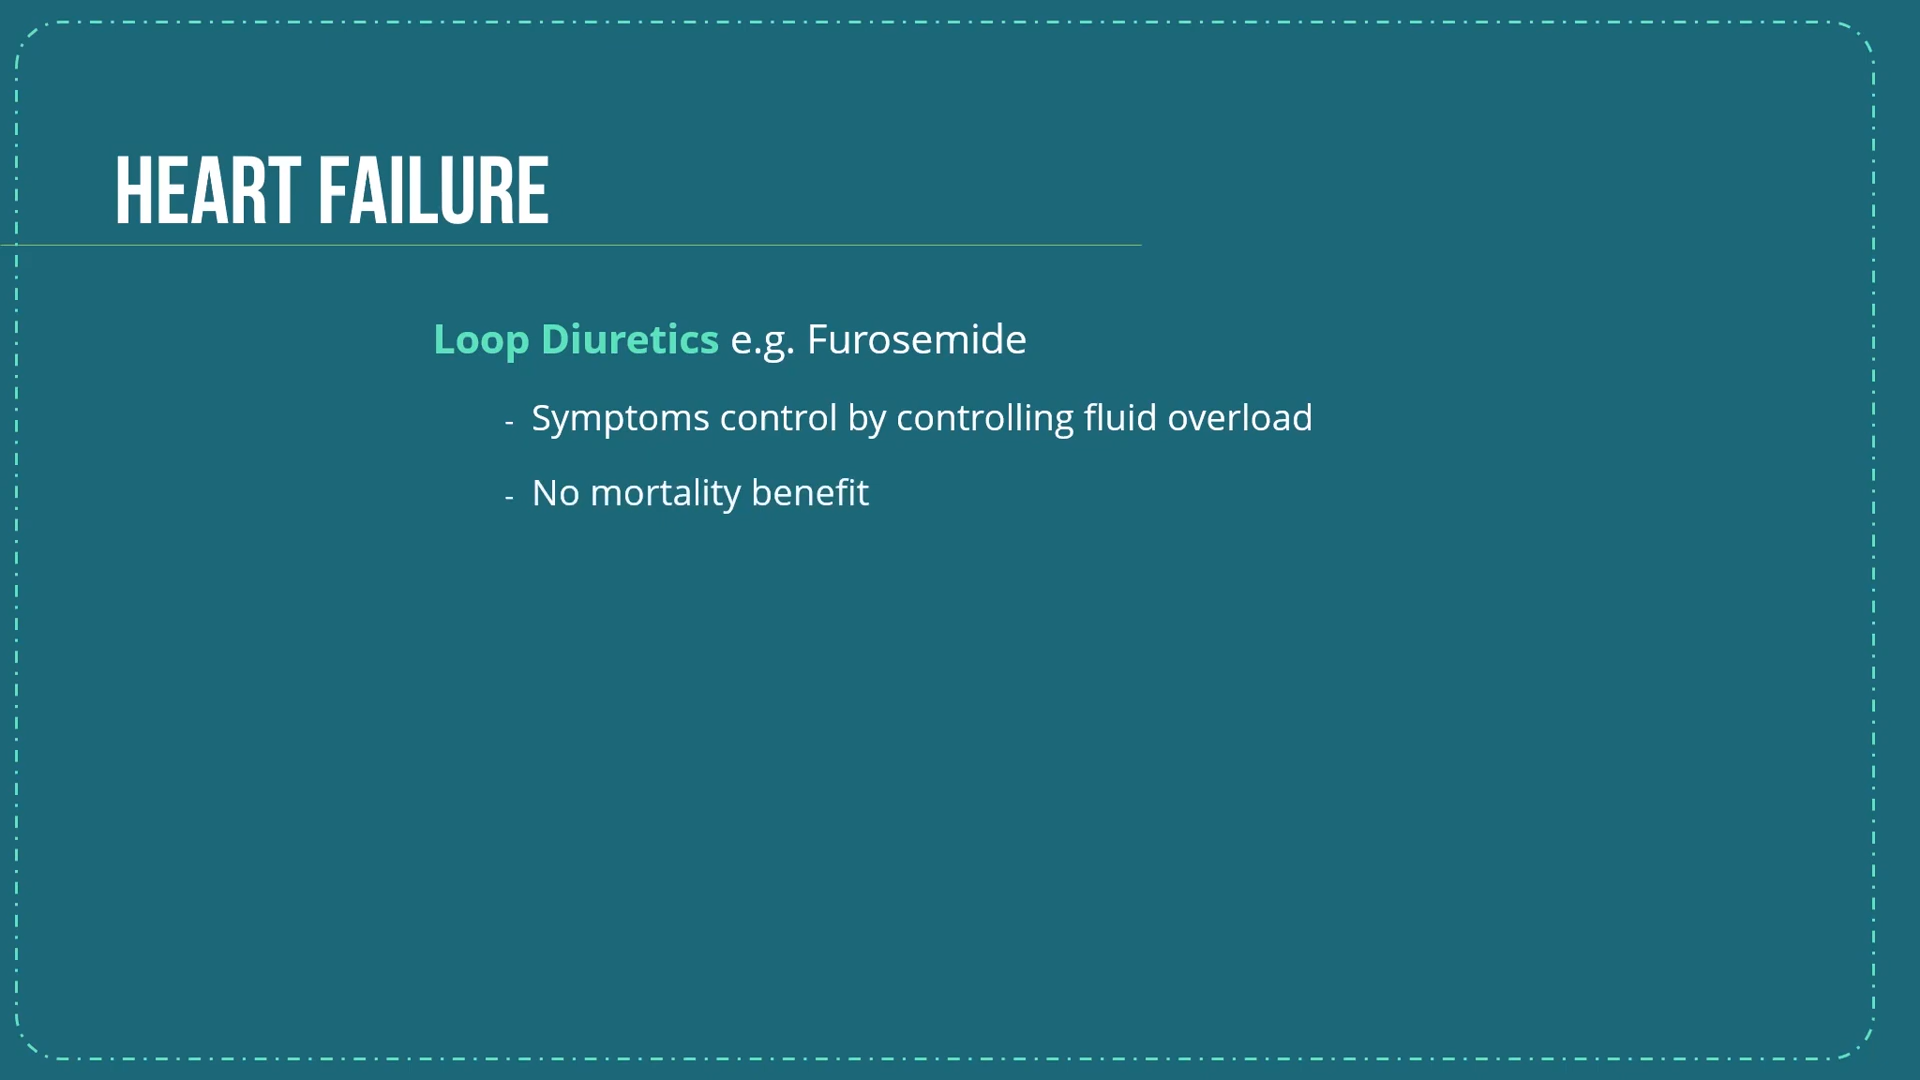 HEART FAILURE
Loop Diuretics e.g. Furosemide
- Symptoms control by controlling fluid overload
- No mortality benefit